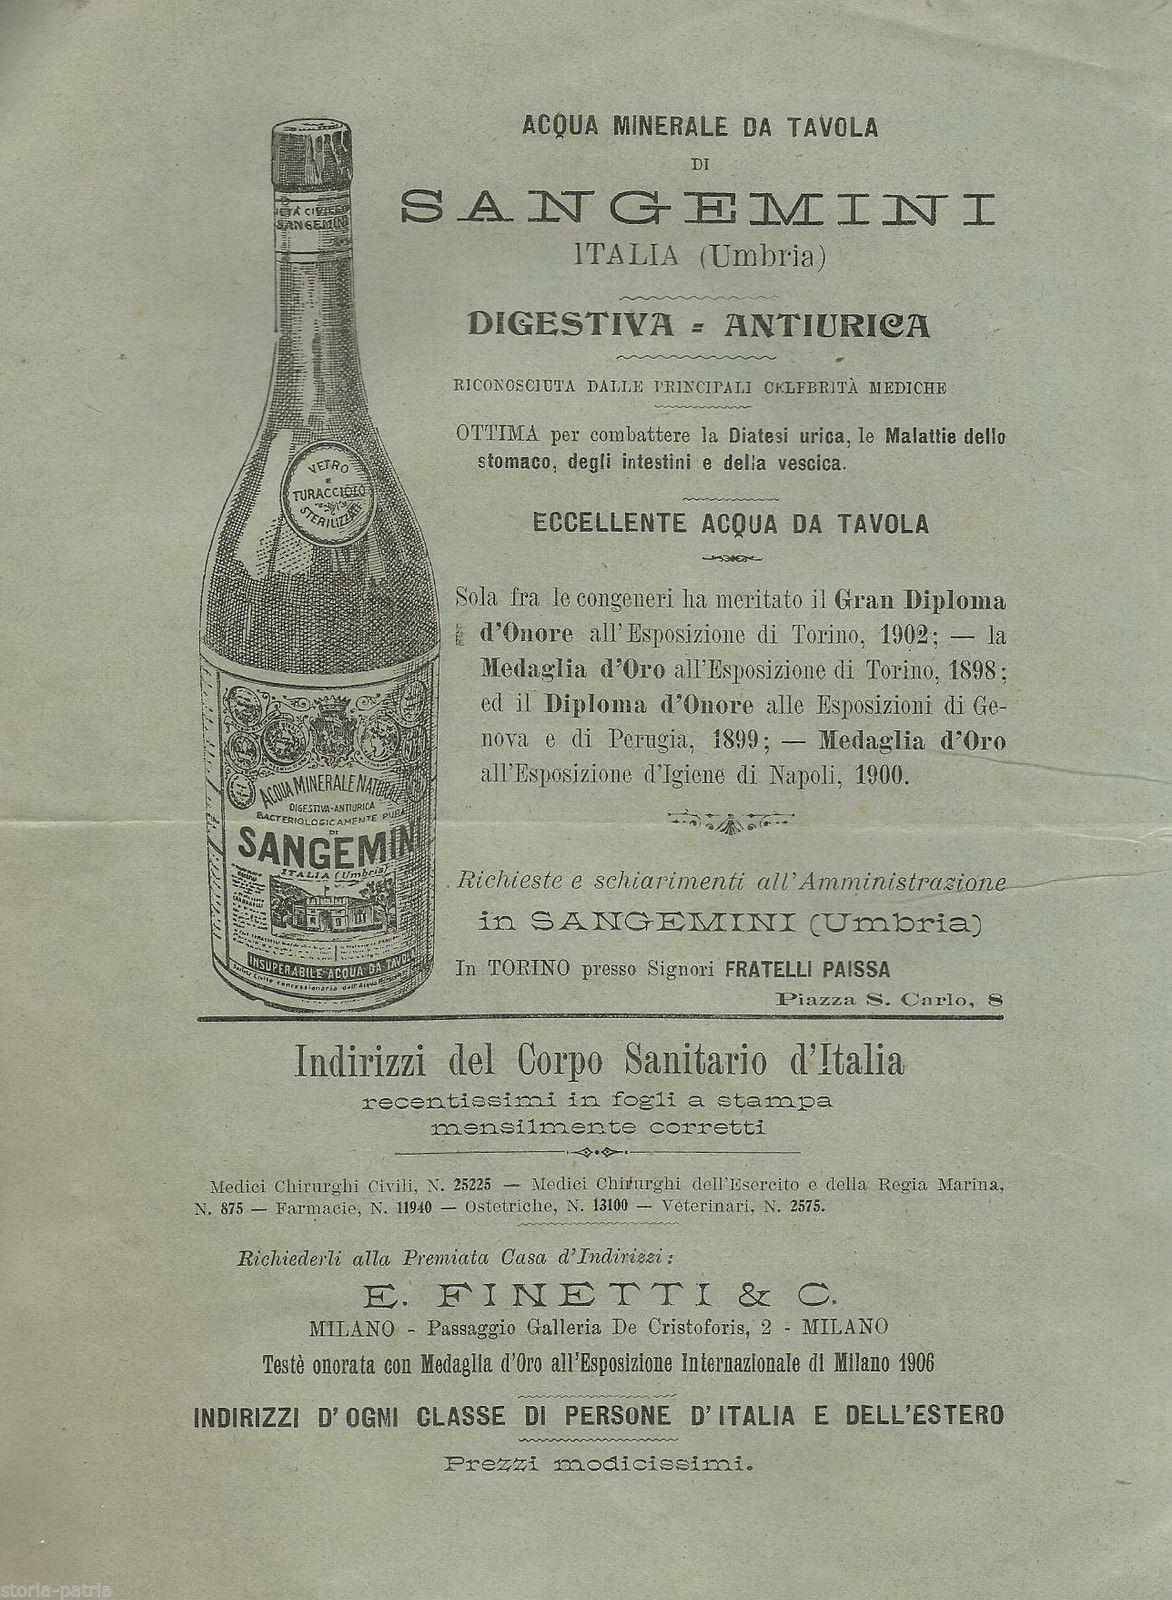 ACQUA MINERALE DA TAVOLA
DI
SANGEMINI
ITALIA (Umbria)
DIGESTIVA = ANTIURICA
RICONOSCIUTA DALLE PRINCIPALI CELEBRITÀ MEDICHE
OTTIMA per combattere la Diatesi urica, le Malattie dello
stomaco, degli intestini e della vescica.
ECCELLENTE ACQUA DA TAVOLA
Sola fra le congeneri ha meritato il Gran Diploma
d'Onore all'Esposizione di Torino, 1902; — la
Medaglia d'Oro all'Esposizione di Torino, 1898;
ed il Diploma d'Onore alle Esposizioni di Ge-
nova e di Perugia, 1899; — Medaglia d'Oro
all'Esposizione d'Igiene di Napoli, 1900.
Richieste e schiarimenti all'Amministrazione
in SANGEMINI (Umbria)
In TORINO presso Signori FRATELLI PAISSA
Piazza S. Carlo, 8
SANGEMINI
VETRO
e
TURACCIOLO
STERILIZZATI
ACQUA MINERALE NATURALE
DIGESTIVA-ANTIURICA
BACTERIOLOGICAMENTE PURA
DI
SANGEMINI
ITALIA (Umbria)
INSUPERABILE ACQUA DA TAVOLA
Indirizzi del Corpo Sanitario d'Italia
recentissimi in fogli a stampa
mensilmente corretti
Medici Chirurghi Civili, N. 25225 — Medici Chirurghi dell'Esercito e della Regia Marina,
N. 875 — Farmacie, N. 11940 — Ostetriche, N. 13100 — Veterinari, N. 2575.
Richiederli alla Premiata Casa d'Indirizzi:
E. FINETTI & C.
MILANO - Passaggio Galleria De Cristoforis, 2 - MILANO
Testè onorata con Medaglia d'Oro all'Esposizione Internazionale di Milano 1906
INDIRIZZI D'OGNI CLASSE DI PERSONE D'ITALIA E DELL'ESTERO
Prezzi modicissimi.
storia-patria